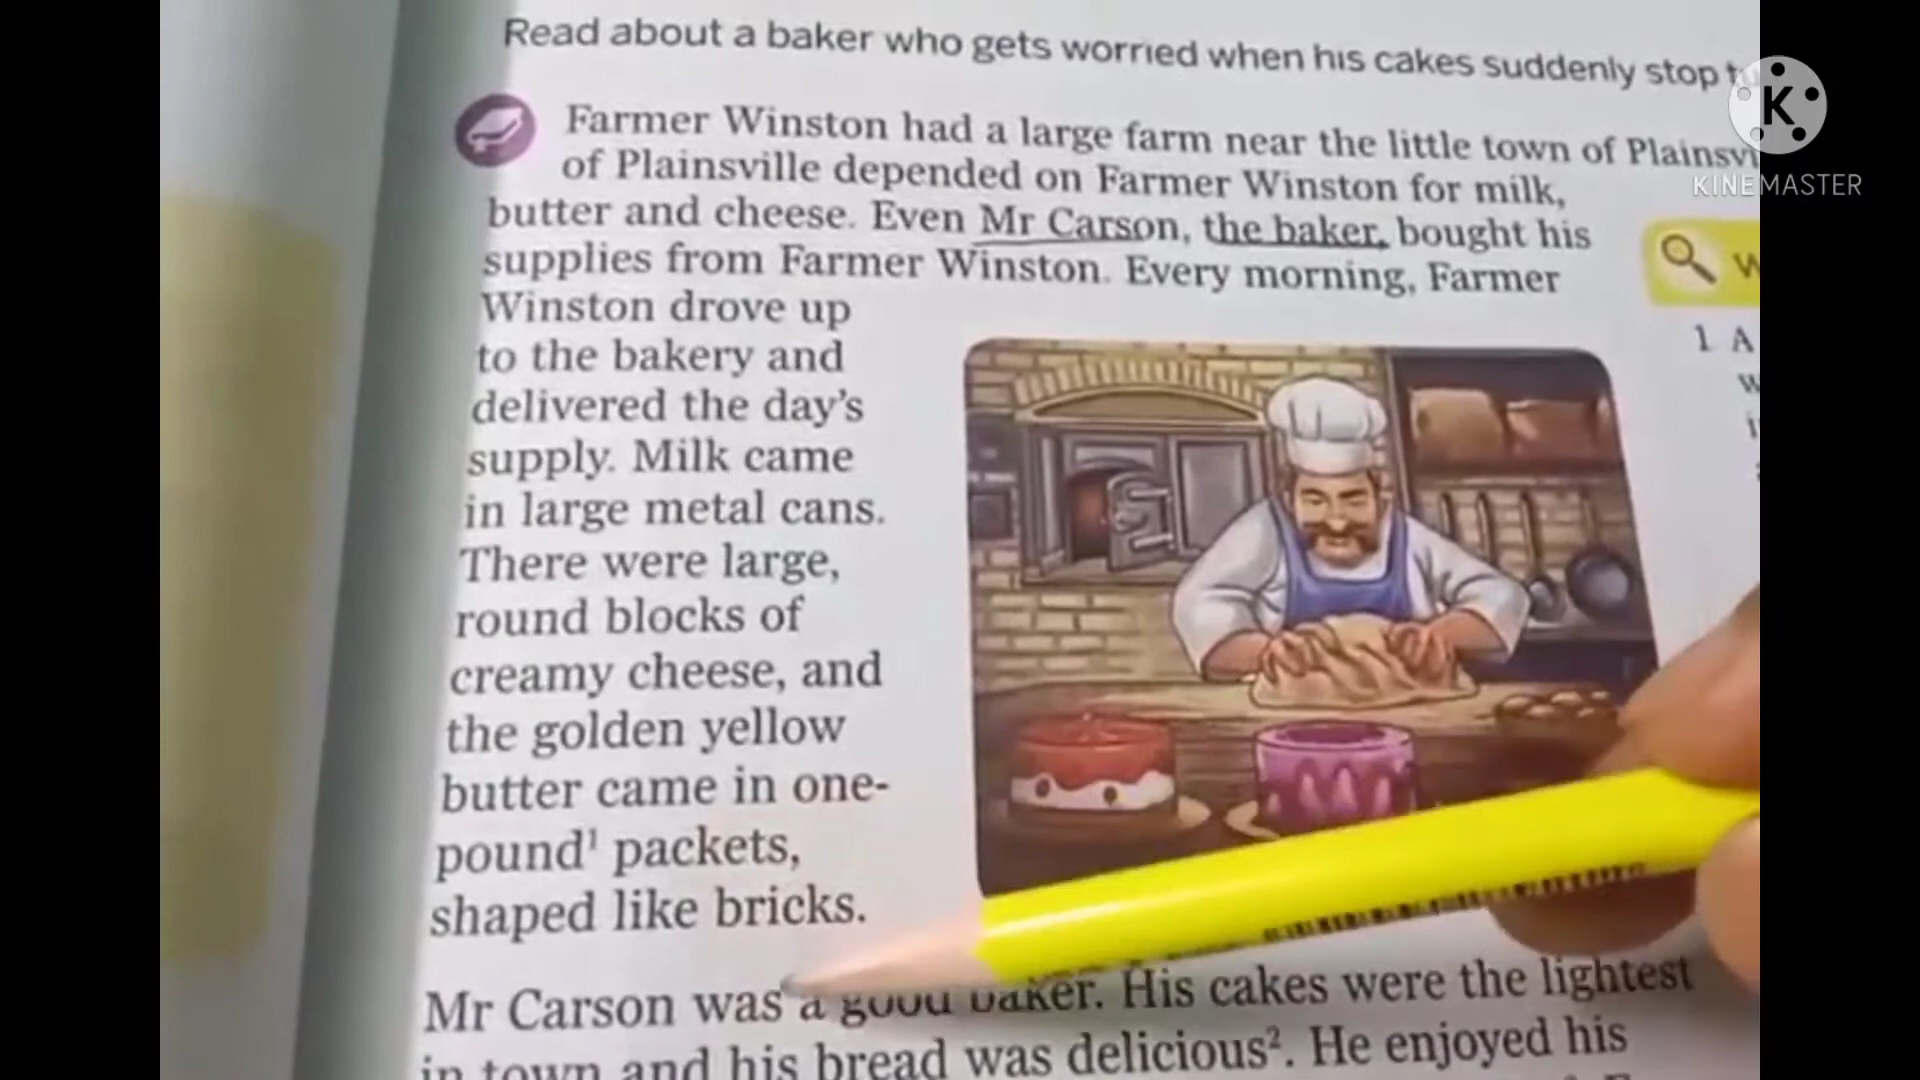 Read about a baker who gets worried when his cakes suddenly stop
Farmer Winston had a large farm near the little town of
of Plainsville depended on Farmer Winston for milk,
butter and cheese. Even Mr Carson, the baker, bought his
supplies from Farmer Winston. Every morning, Farmer
Winston drove up
to the bakery and
delivered the day's
supply. Milk came
in large metal cans.
There were large,
round blocks of
creamy cheese, and
the golden yellow
butter came in one-
pound¹ packets,
shaped like bricks.
Mr Carson was a good baker. His cakes were the lightest
in town and his bread was delicious². He enjoyed his
1 A
K
KINEMASTER